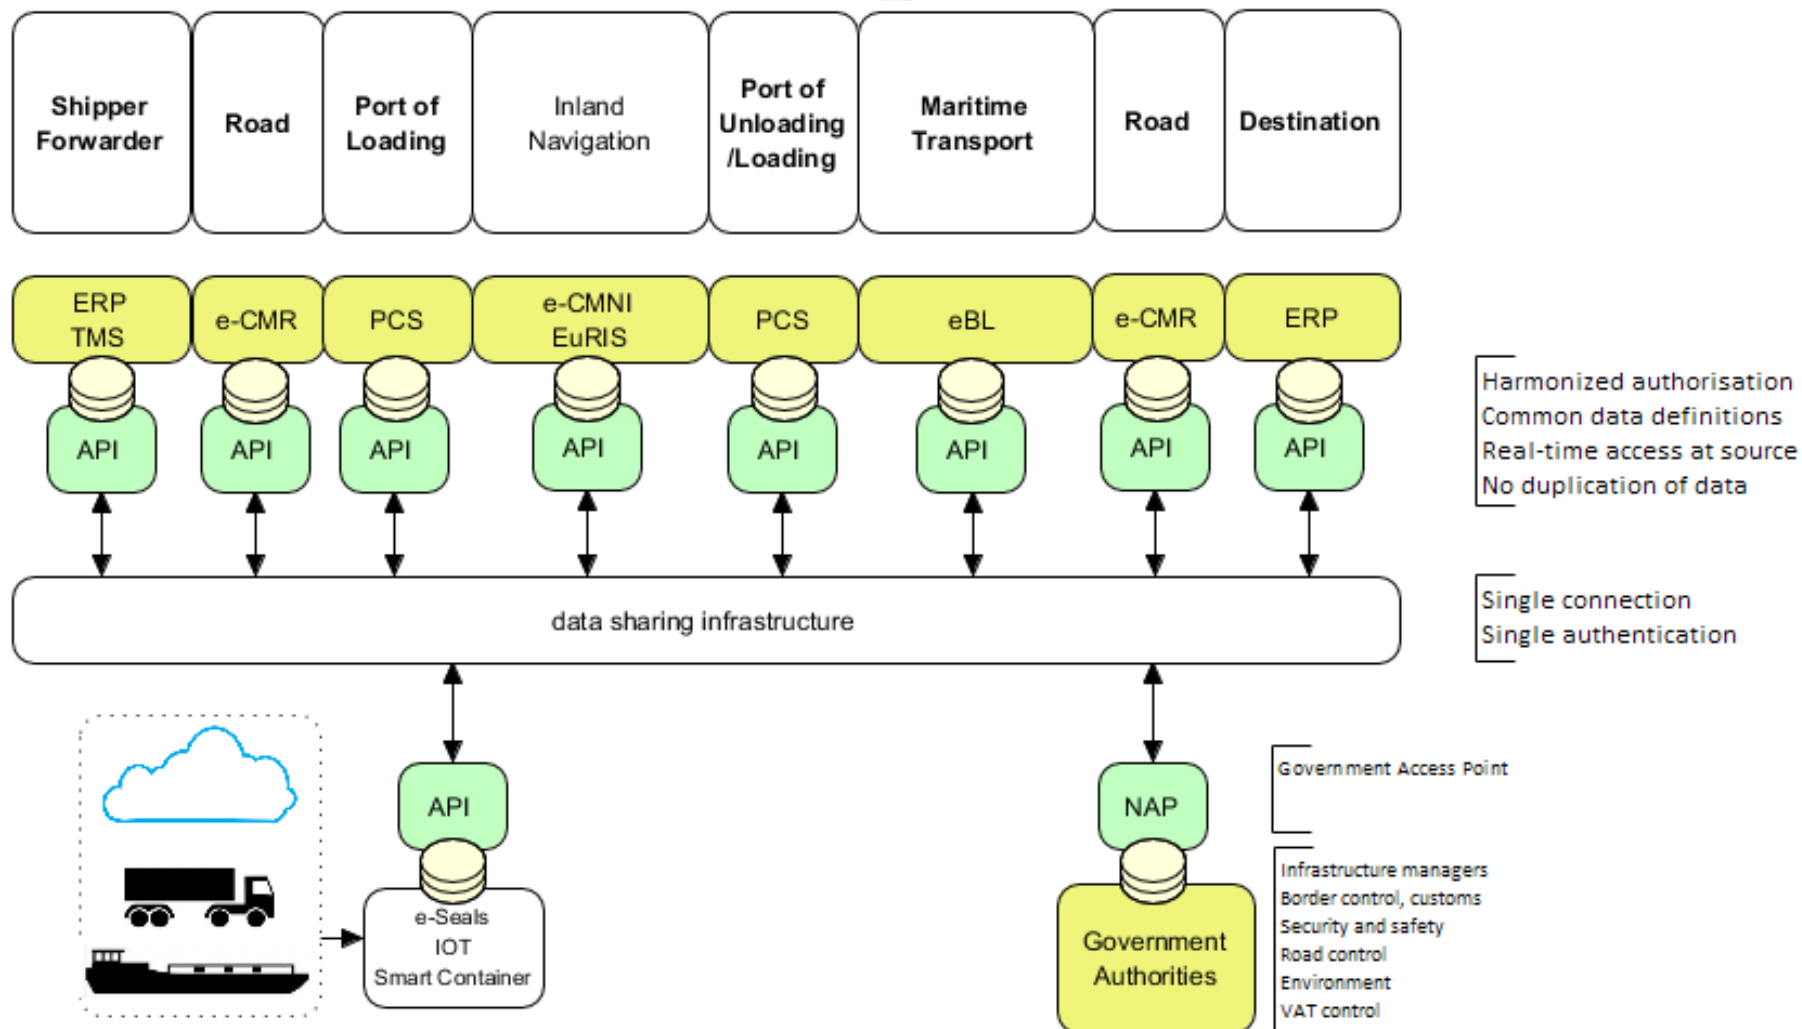 Shipper
Forwarder
Road
Port of
Loading
Inland
Navigation
Port of
Unloading
/Loading
Maritime
Transport
Road
Destination
ERP
TMS
e-CMR
PCS
e-CMNI
EuRIS
PCS
eBL
e-CMR
ERP
API
API
API
API
API
API
API
API
Harmonized authorisation
Common data definitions
Real-time access at source
No duplication of data
data sharing infrastructure
Single connection
Single authentication
API
e-Seals
IOT
Smart Container
NAP
Government
Authorities
Government Access Point
Infrastructure managers
Border control, customs
Security and safety
Road control
Environment
VAT control